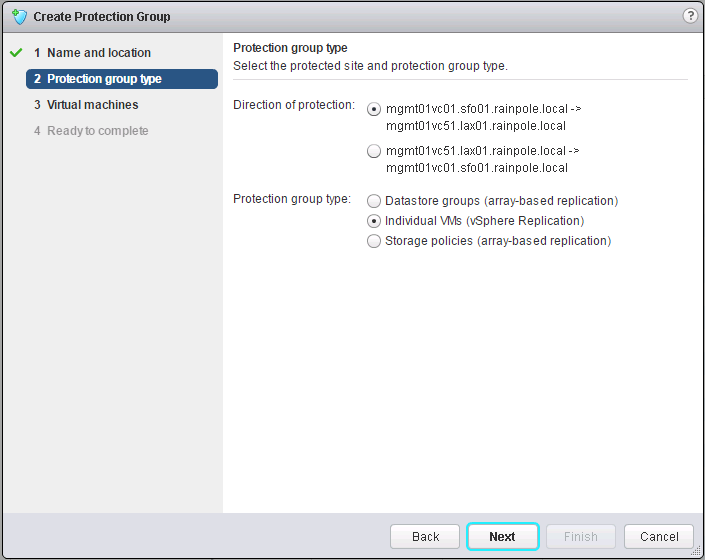 Create Protection Group
?
1 Name and location
2 Protection group type
3 Virtual machines
4 Ready to complete
Protection group type
Select the protected site and protection group type.
Direction of protection:
mgmt01vc01.sfo01.rainpole.local ->
mgmt01vc51.lax01.rainpole.local
mgmt01vc51.lax01.rainpole.local ->
mgmt01vc01.sfo01.rainpole.local
Protection group type:
Datastore groups (array-based replication)
Individual VMs (vSphere Replication)
Storage policies (array-based replication)
Back
Next
Finish
Cancel